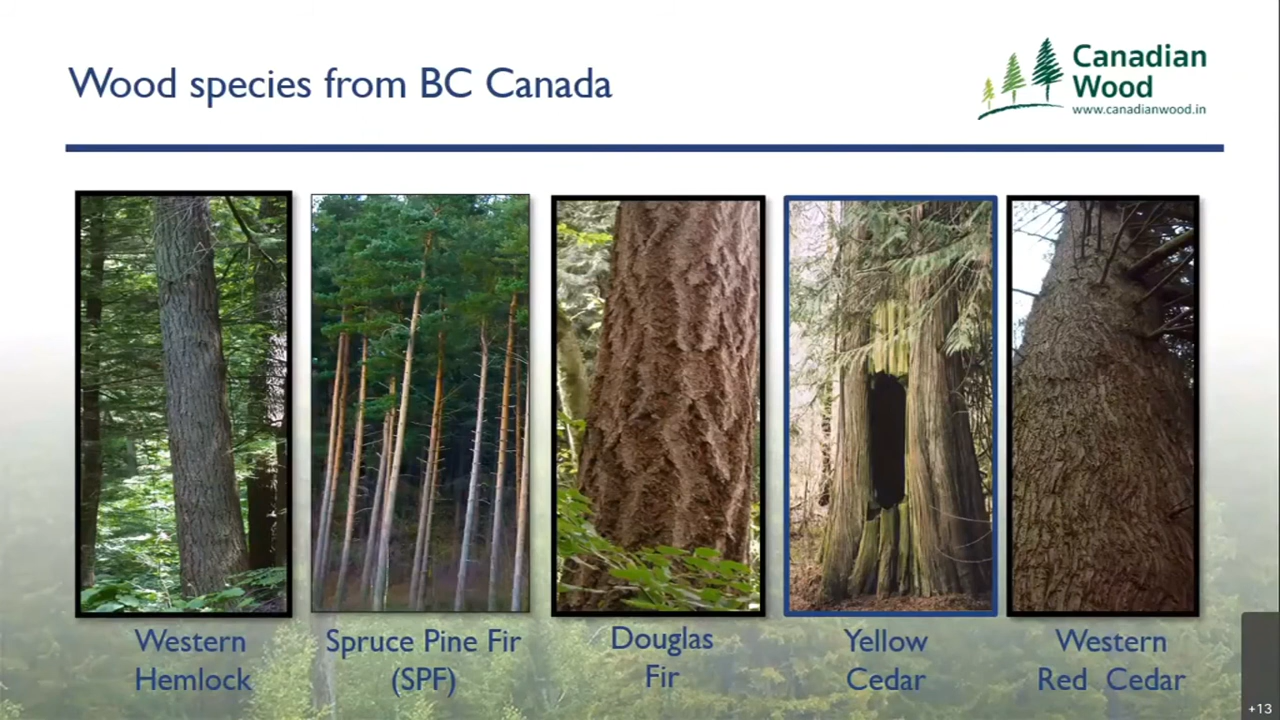 Wood species from BC Canada
Canadian
Wood
www.canadianwood.in
Western
Hemlock
Spruce Pine Fir
(SPF)
Douglas
Fir
Yellow
Cedar
Western
Red Cedar
+13